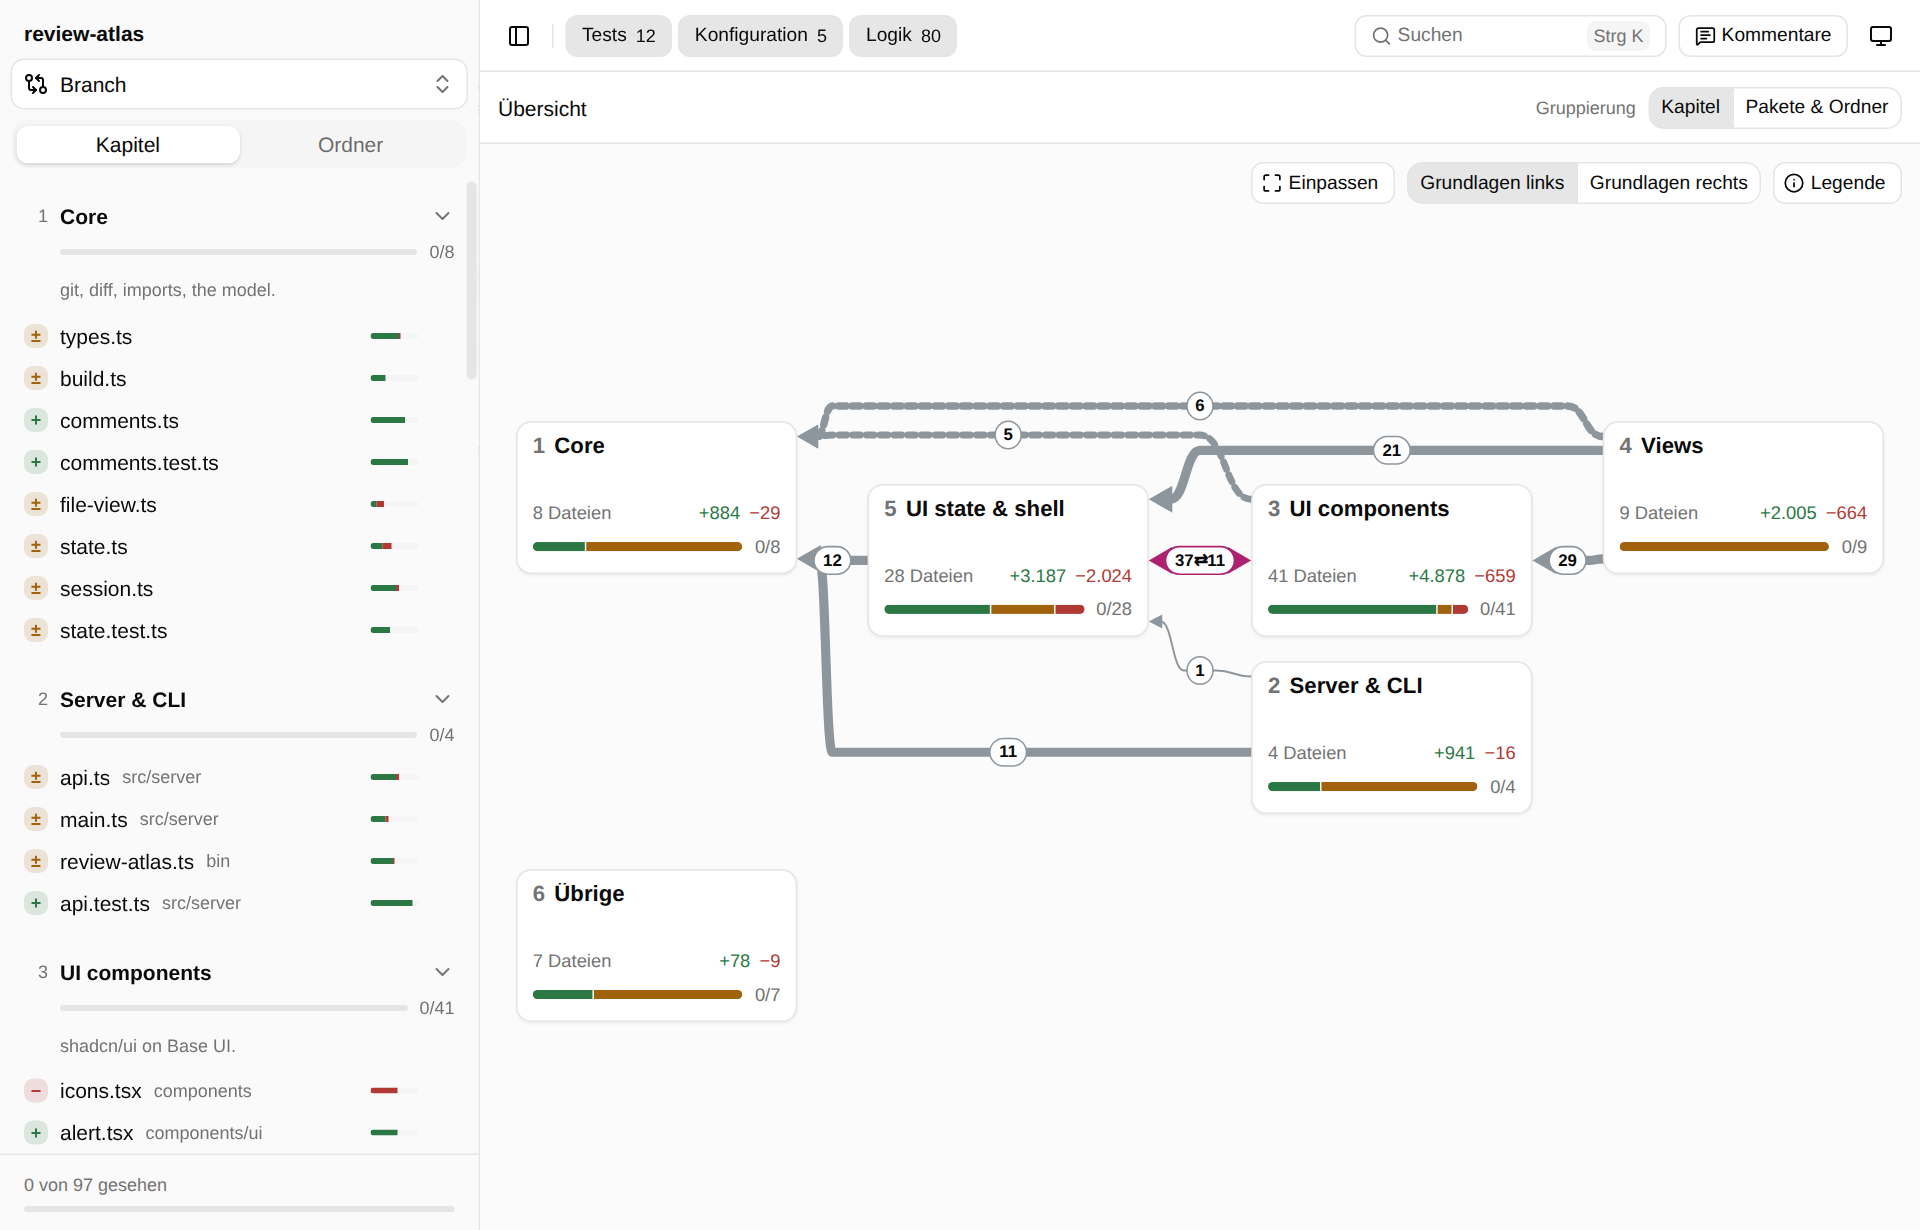 review-atlas
Branch
Kapitel Ordner
1 Core
0/8
git, diff, imports, the model.
± types.ts
± build.ts
+ comments.ts
+ comments.test.ts
± file-view.ts
± state.ts
± session.ts
± state.test.ts
2 Server & CLI
0/4
± api.ts src/server
± main.ts src/server
± review-atlas.ts bin
+ api.test.ts src/server
3 UI components
0/41
shadcn/ui on Base UI.
− icons.tsx components
+ alert.tsx components/ui
0 von 97 gesehen
Tests 12 Konfiguration 5 Logik 80
Suchen Strg K Kommentare
Übersicht
Gruppierung Kapitel Pakete & Ordner
Einpassen Grundlagen links Grundlagen rechts Legende
6
5
21
1 Core
8 Dateien +884 −29
0/8
12
5 UI state & shell
28 Dateien +3.187 −2.024
0/28
37⇄11
3 UI components
41 Dateien +4.878 −659
0/41
29
4 Views
9 Dateien +2.005 −664
0/9
1
2 Server & CLI
4 Dateien +941 −16
0/4
11
6 Übrige
7 Dateien +78 −9
0/7